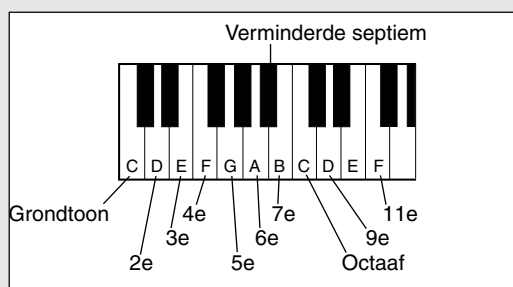 Verminderde septiem
C D E F G A B C D E F
Grondtoon 4e 7e 11e
3e 6e 9e
2e 5e Octaaf